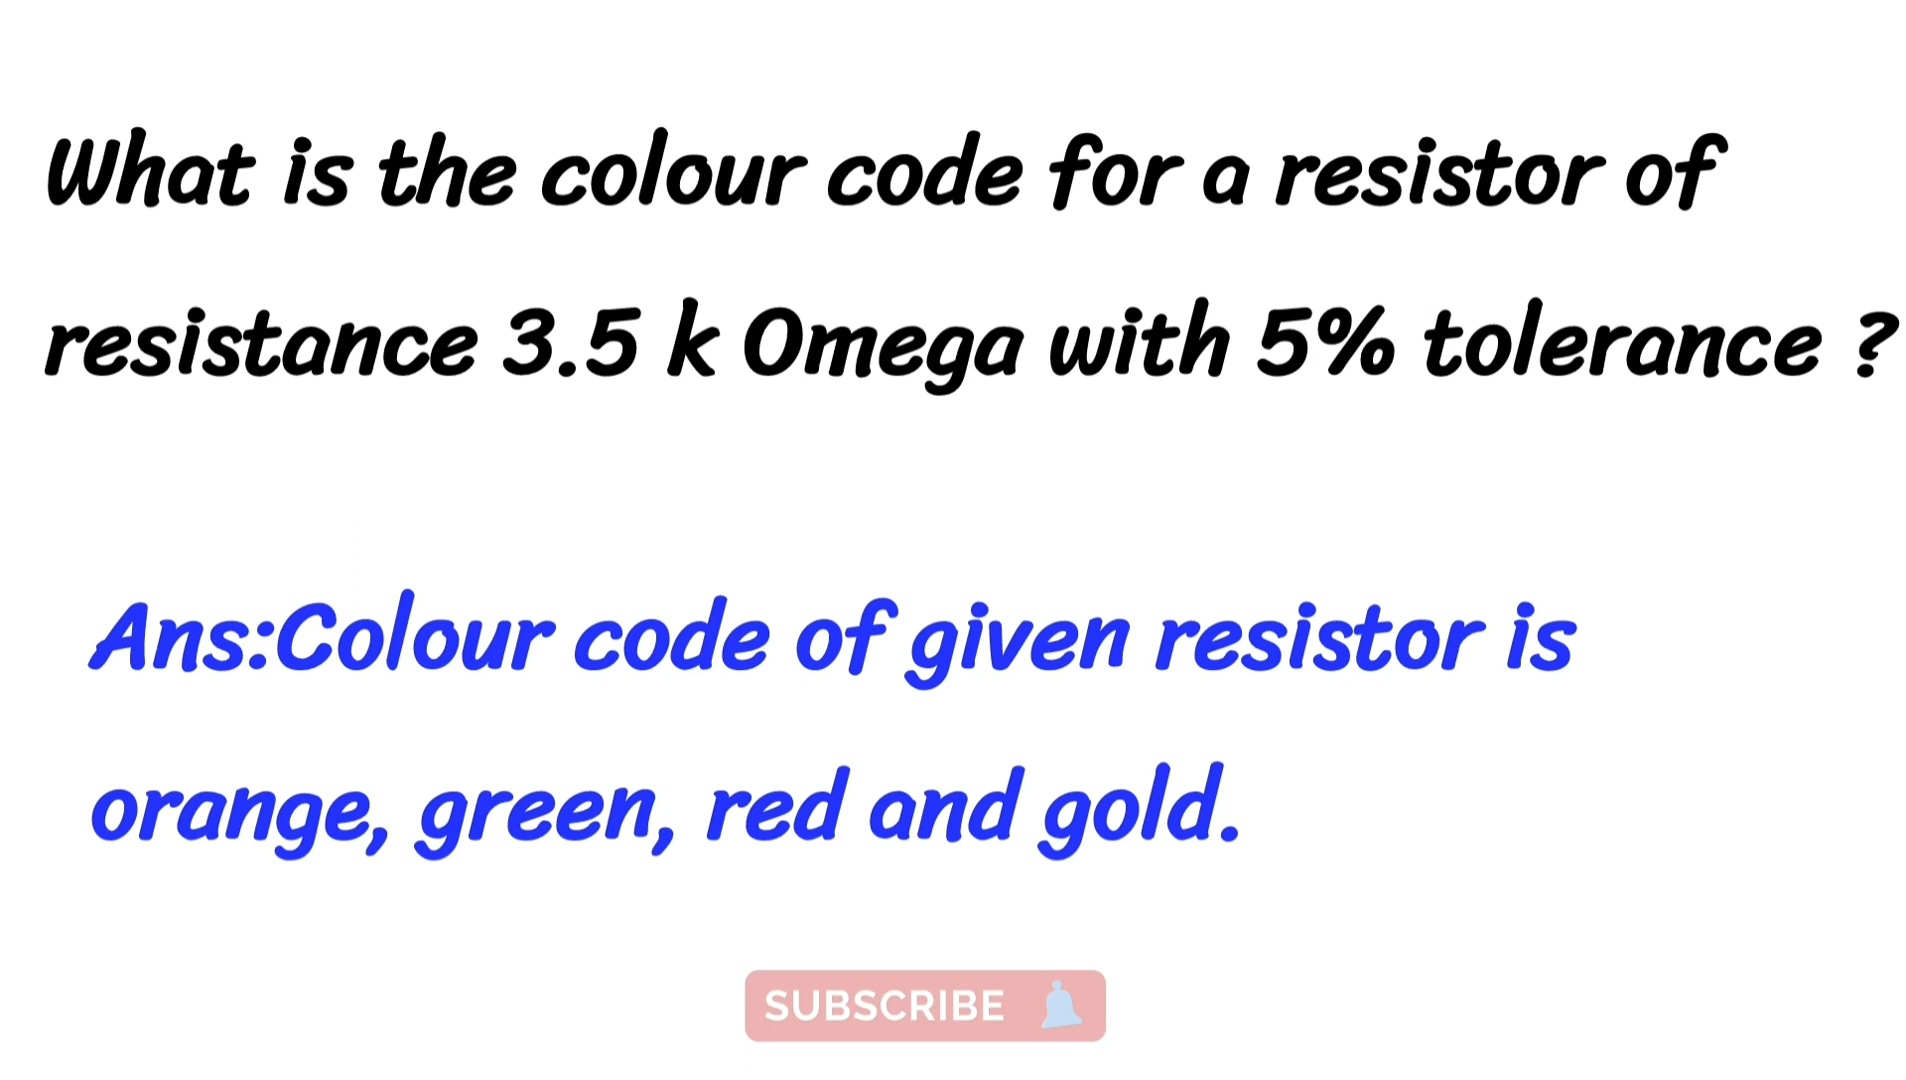 What is the colour code for a resistor of
resistance 3.5 k Omega with 5% tolerance ?
Ans:Colour code of given resistor is
orange, green, red and gold.
SUBSCRIBE